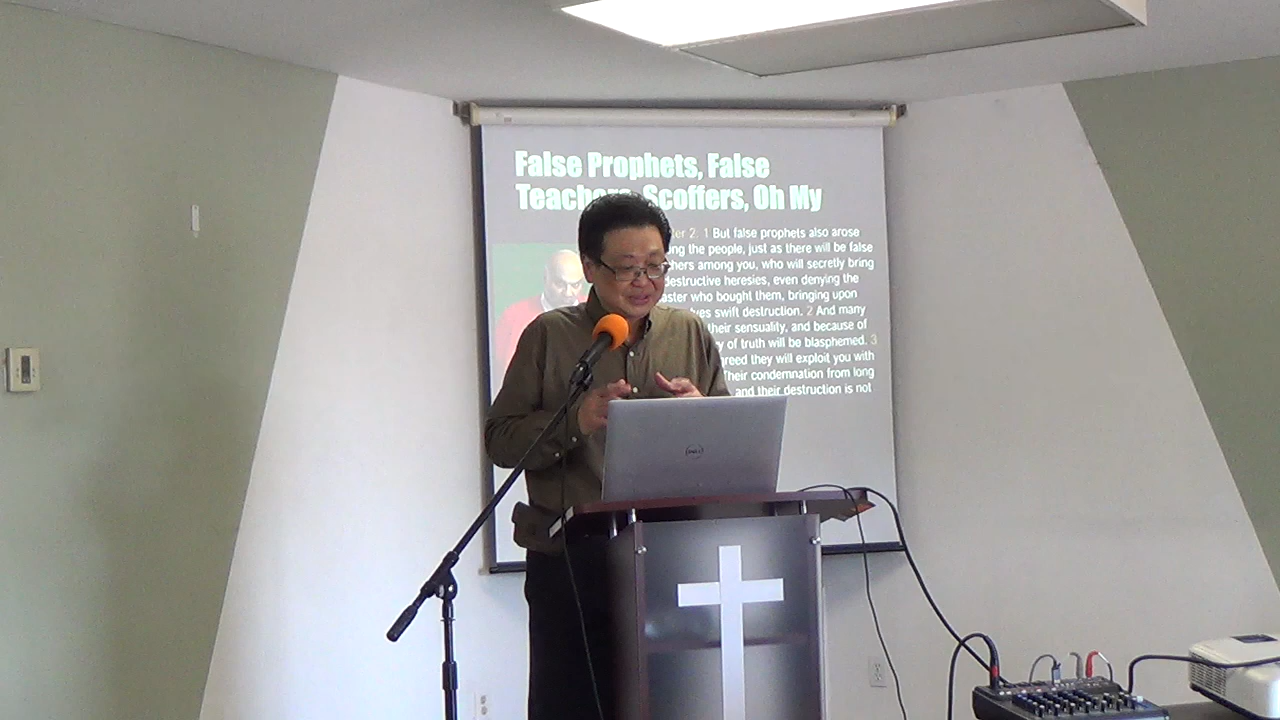 False Prophets, False
Scoffers, Oh My
2: 1 But false prophets also arose
the people, just as there will be false
among you, who will secretly bring
destructive heresies, even denying the
who bought them, bringing upon
swift destruction. 2 And many
their sensuality, and because of
of truth will be blasphemed. 3
they will exploit you with
Their condemnation from long
and their destruction is not
DELL